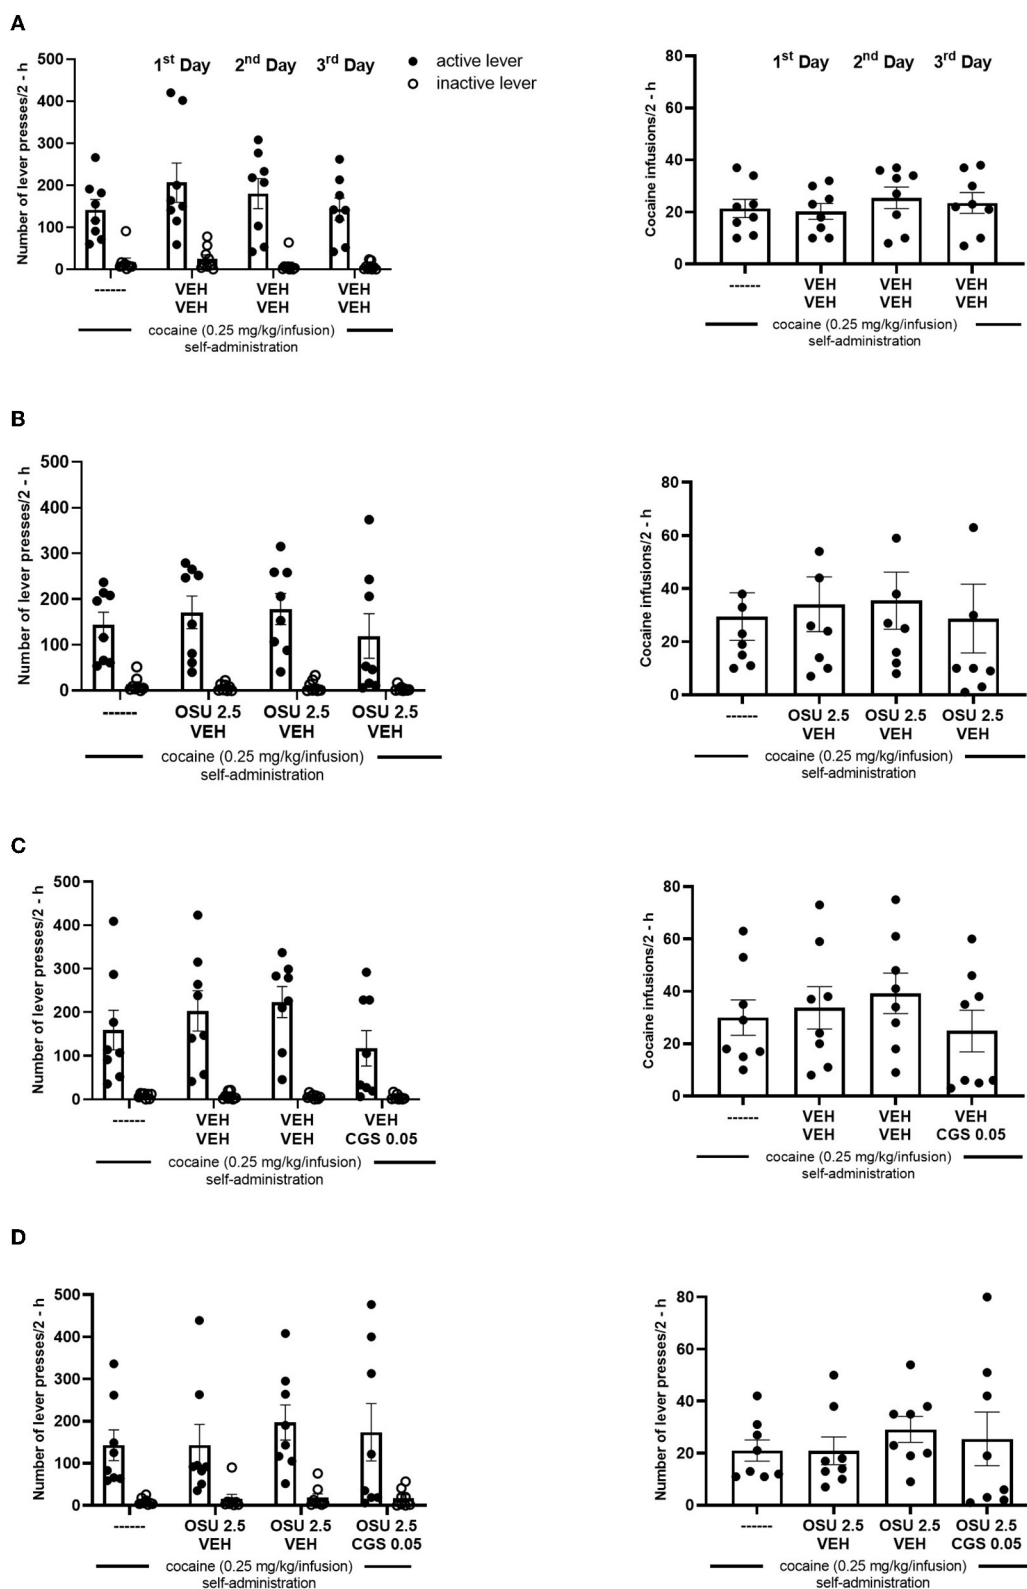 A
1st Day 2nd Day 3rd Day
active lever
inactive lever
Number of lever presses/2 - h
500
400
300
200
100
0
------ VEH VEH VEH
VEH VEH VEH
cocaine (0.25 mg/kg/infusion)
self-administration
1st Day 2nd Day 3rd Day
Cocaine infusions/2 - h
80
60
40
20
0
------ VEH VEH VEH
VEH VEH VEH
cocaine (0.25 mg/kg/infusion)
self-administration
B
Number of lever presses/2 - h
500
400
300
200
100
0
------ OSU 2.5 OSU 2.5 OSU 2.5
VEH VEH VEH
cocaine (0.25 mg/kg/infusion)
self-administration
Cocaine infusions/2 - h
80
60
40
20
0
------ OSU 2.5 OSU 2.5 OSU 2.5
VEH VEH VEH
cocaine (0.25 mg/kg/infusion)
self-administration
C
Number of lever presses/2 - h
500
400
300
200
100
0
------ VEH VEH VEH
VEH VEH CGS 0.05
cocaine (0.25 mg/kg/infusion)
self-administration
Cocaine infusions/2 - h
80
60
40
20
0
------ VEH VEH VEH
VEH VEH CGS 0.05
cocaine (0.25 mg/kg/infusion)
self-administration
D
Number of lever presses/2 - h
500
400
300
200
100
0
------ OSU 2.5 OSU 2.5 OSU 2.5
VEH VEH CGS 0.05
cocaine (0.25 mg/kg/infusion)
self-administration
Number of lever presses/2 - h
80
60
40
20
0
------ OSU 2.5 OSU 2.5 OSU 2.5
VEH VEH CGS 0.05
cocaine (0.25 mg/kg/infusion)
self-administration